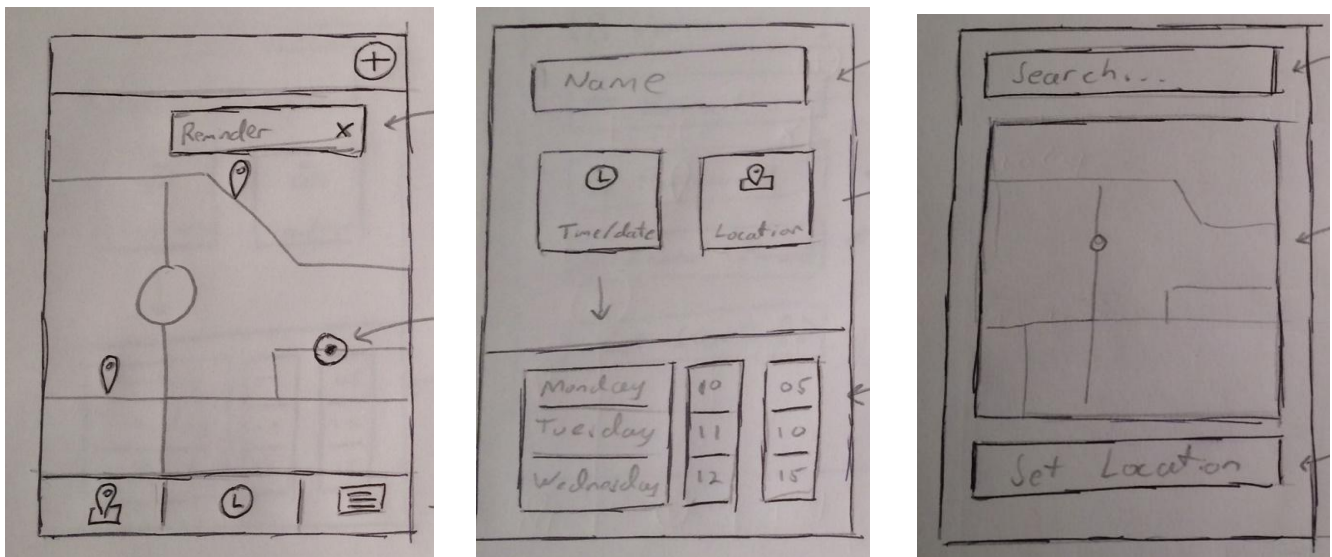 Reminder X
Name
Time/date Location
Monday 10 05
Tuesday 11 10
Wednesday 12 15
Search...
Set Location